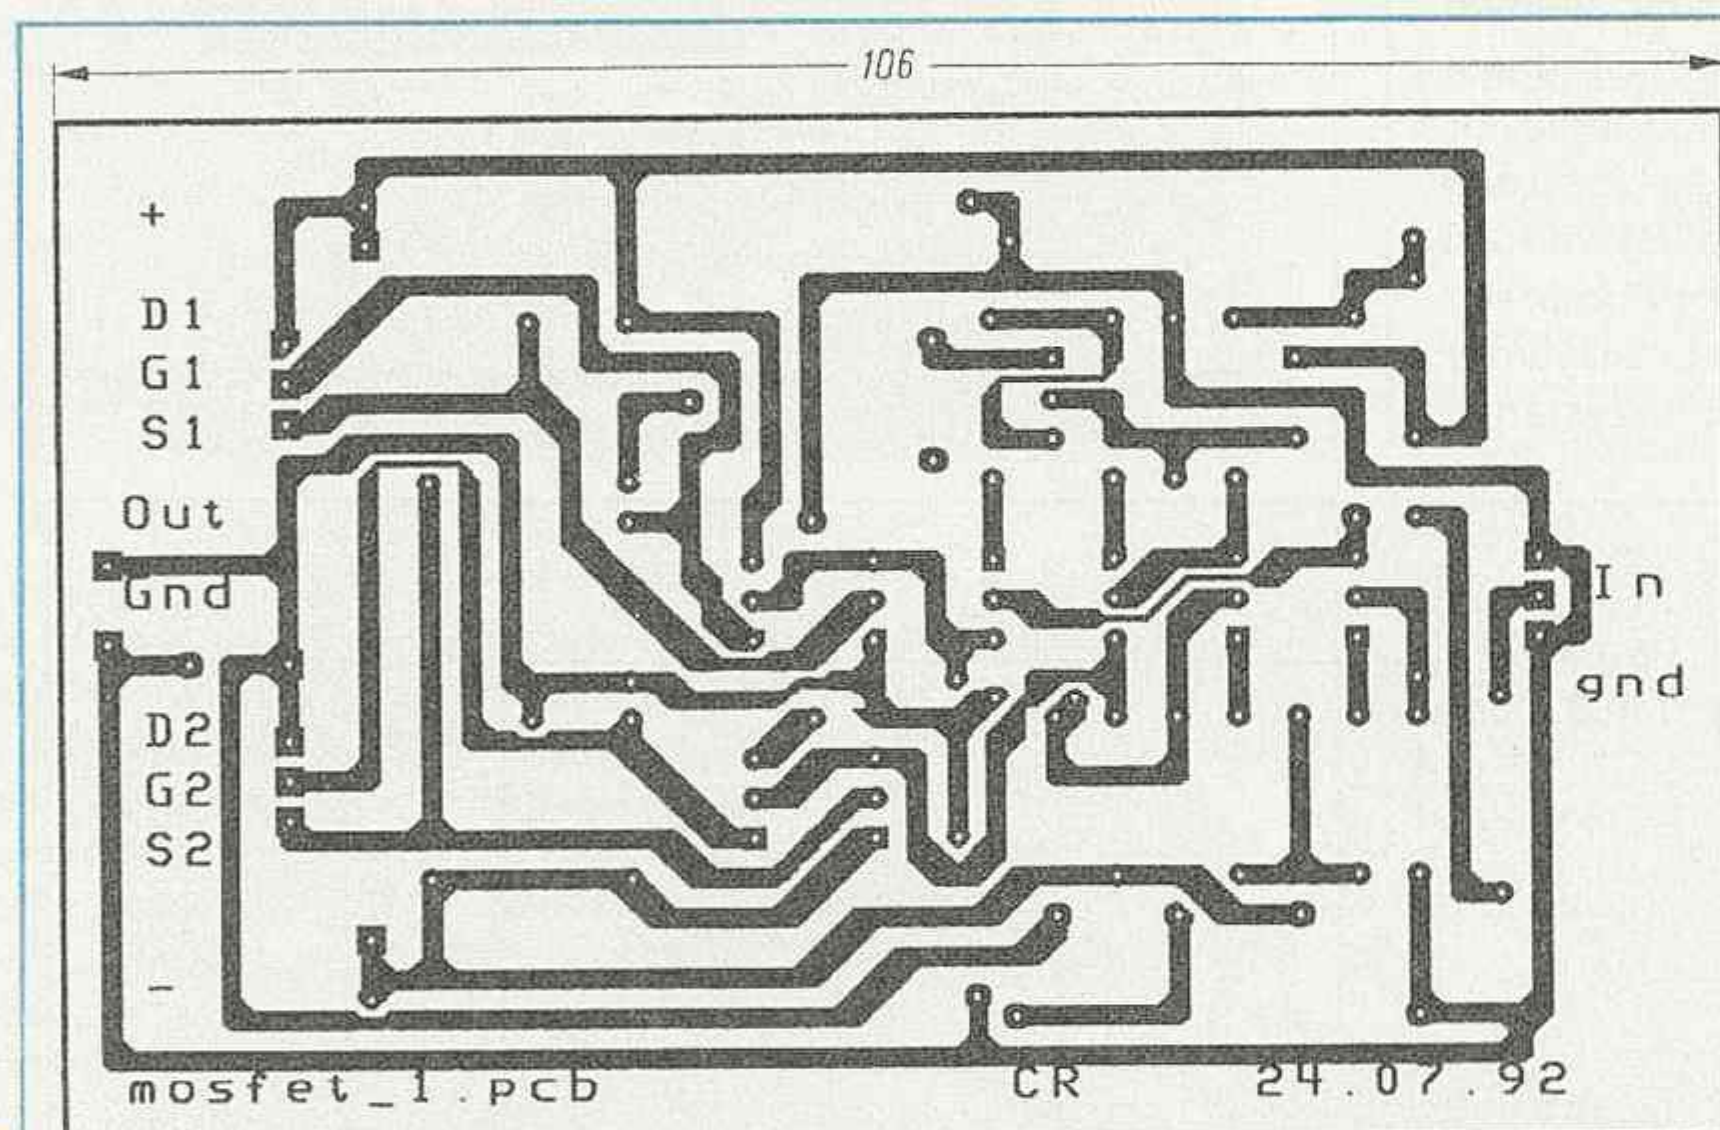 106
+
D1
G1
S1
Out
Gnd
In
gnd
D2
G2
S2
-
mosfet_1.pcb CR 24.07.92